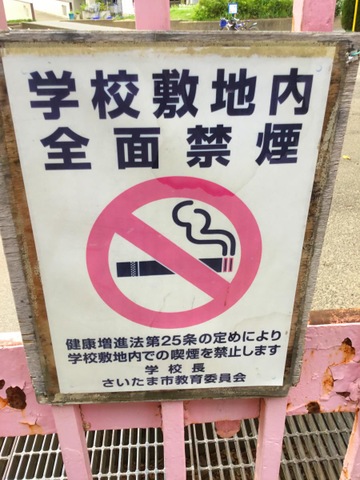 学校敷地内
全面禁煙
健康増進法第25条の定めにより
学校敷地内での喫煙を禁止します
学校長
さいたま市教育委員会